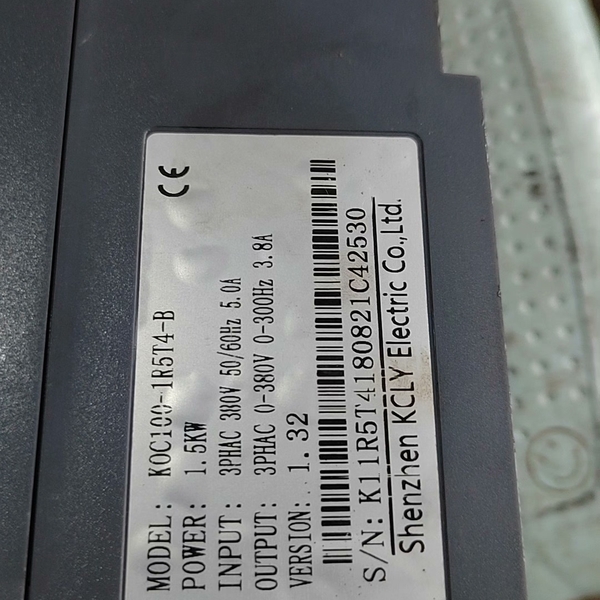 CE
MODEL: KOC100-1R5T4-B
POWER: 1.5KW
INPUT: 3PHAC 380V 50/60Hz 5.0A
OUTPUT: 3PHAC 0-380V 0-300Hz 3.8A
VERSION: 1.32
S/N: K11R5T4180821C42530
Shenzhen KCLY Electric Co.,Ltd.